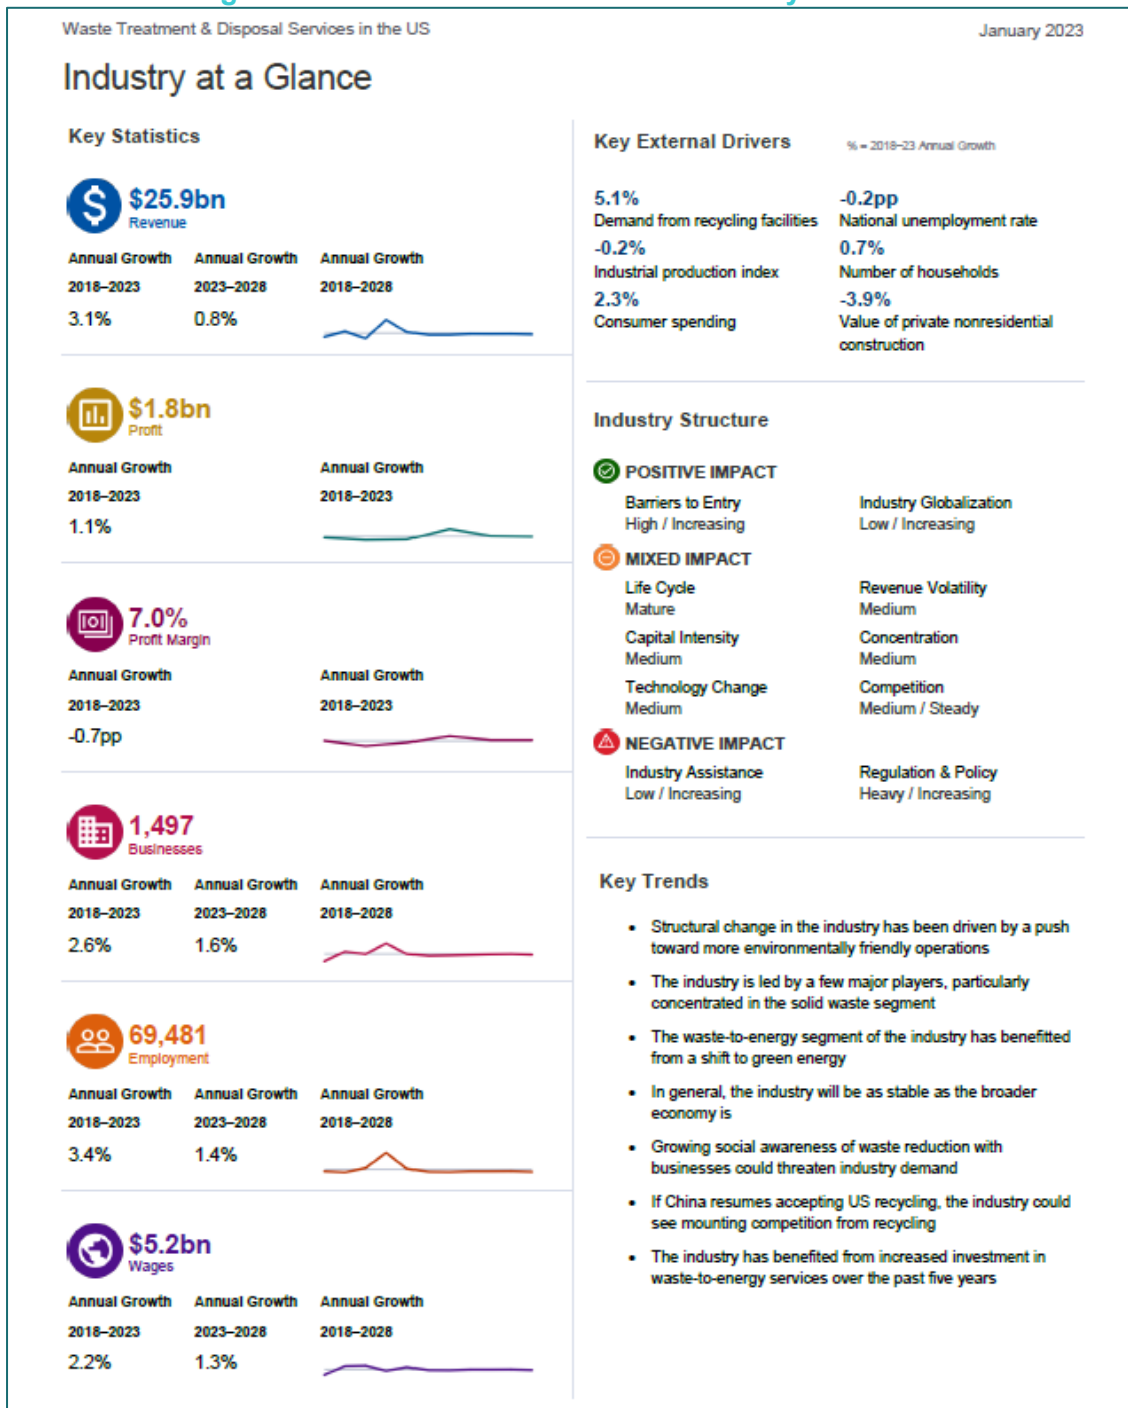 Waste Treatment & Disposal Services in the US
January 2023
Industry at a Glance
Key Statistics
$25.9bn
Revenue
Annual Growth Annual Growth Annual Growth
2018–2023 2023–2028 2018–2028
3.1% 0.8%
$1.8bn
Profit
Annual Growth Annual Growth
2018–2023 2018–2023
1.1%
7.0%
Profit Margin
Annual Growth Annual Growth
2018–2023 2018–2023
-0.7pp
1,497
Businesses
Annual Growth Annual Growth Annual Growth
2018–2023 2023–2028 2018–2028
2.6% 1.6%
69,481
Employment
Annual Growth Annual Growth Annual Growth
2018–2023 2023–2028 2018–2028
3.4% 1.4%
$5.2bn
Wages
Annual Growth Annual Growth Annual Growth
2018–2023 2023–2028 2018–2028
2.2% 1.3%
Key External Drivers % = 2018–23 Annual Growth
5.1% -0.2pp
Demand from recycling facilities National unemployment rate
-0.2% 0.7%
Industrial production index Number of households
2.3% -3.9%
Consumer spending Value of private nonresidential
construction
Industry Structure
POSITIVE IMPACT
Barriers to Entry Industry Globalization
High / Increasing Low / Increasing
MIXED IMPACT
Life Cycle Revenue Volatility
Mature Medium
Capital Intensity Concentration
Medium Medium
Technology Change Competition
Medium Medium / Steady
NEGATIVE IMPACT
Industry Assistance Regulation & Policy
Low / Increasing Heavy / Increasing
Key Trends
• Structural change in the industry has been driven by a push
toward more environmentally friendly operations
• The industry is led by a few major players, particularly
concentrated in the solid waste segment
• The waste-to-energy segment of the industry has benefitted
from a shift to green energy
• In general, the industry will be as stable as the broader
economy is
• Growing social awareness of waste reduction with
businesses could threaten industry demand
• If China resumes accepting US recycling, the industry could
see mounting competition from recycling
• The industry has benefited from increased investment in
waste-to-energy services over the past five years